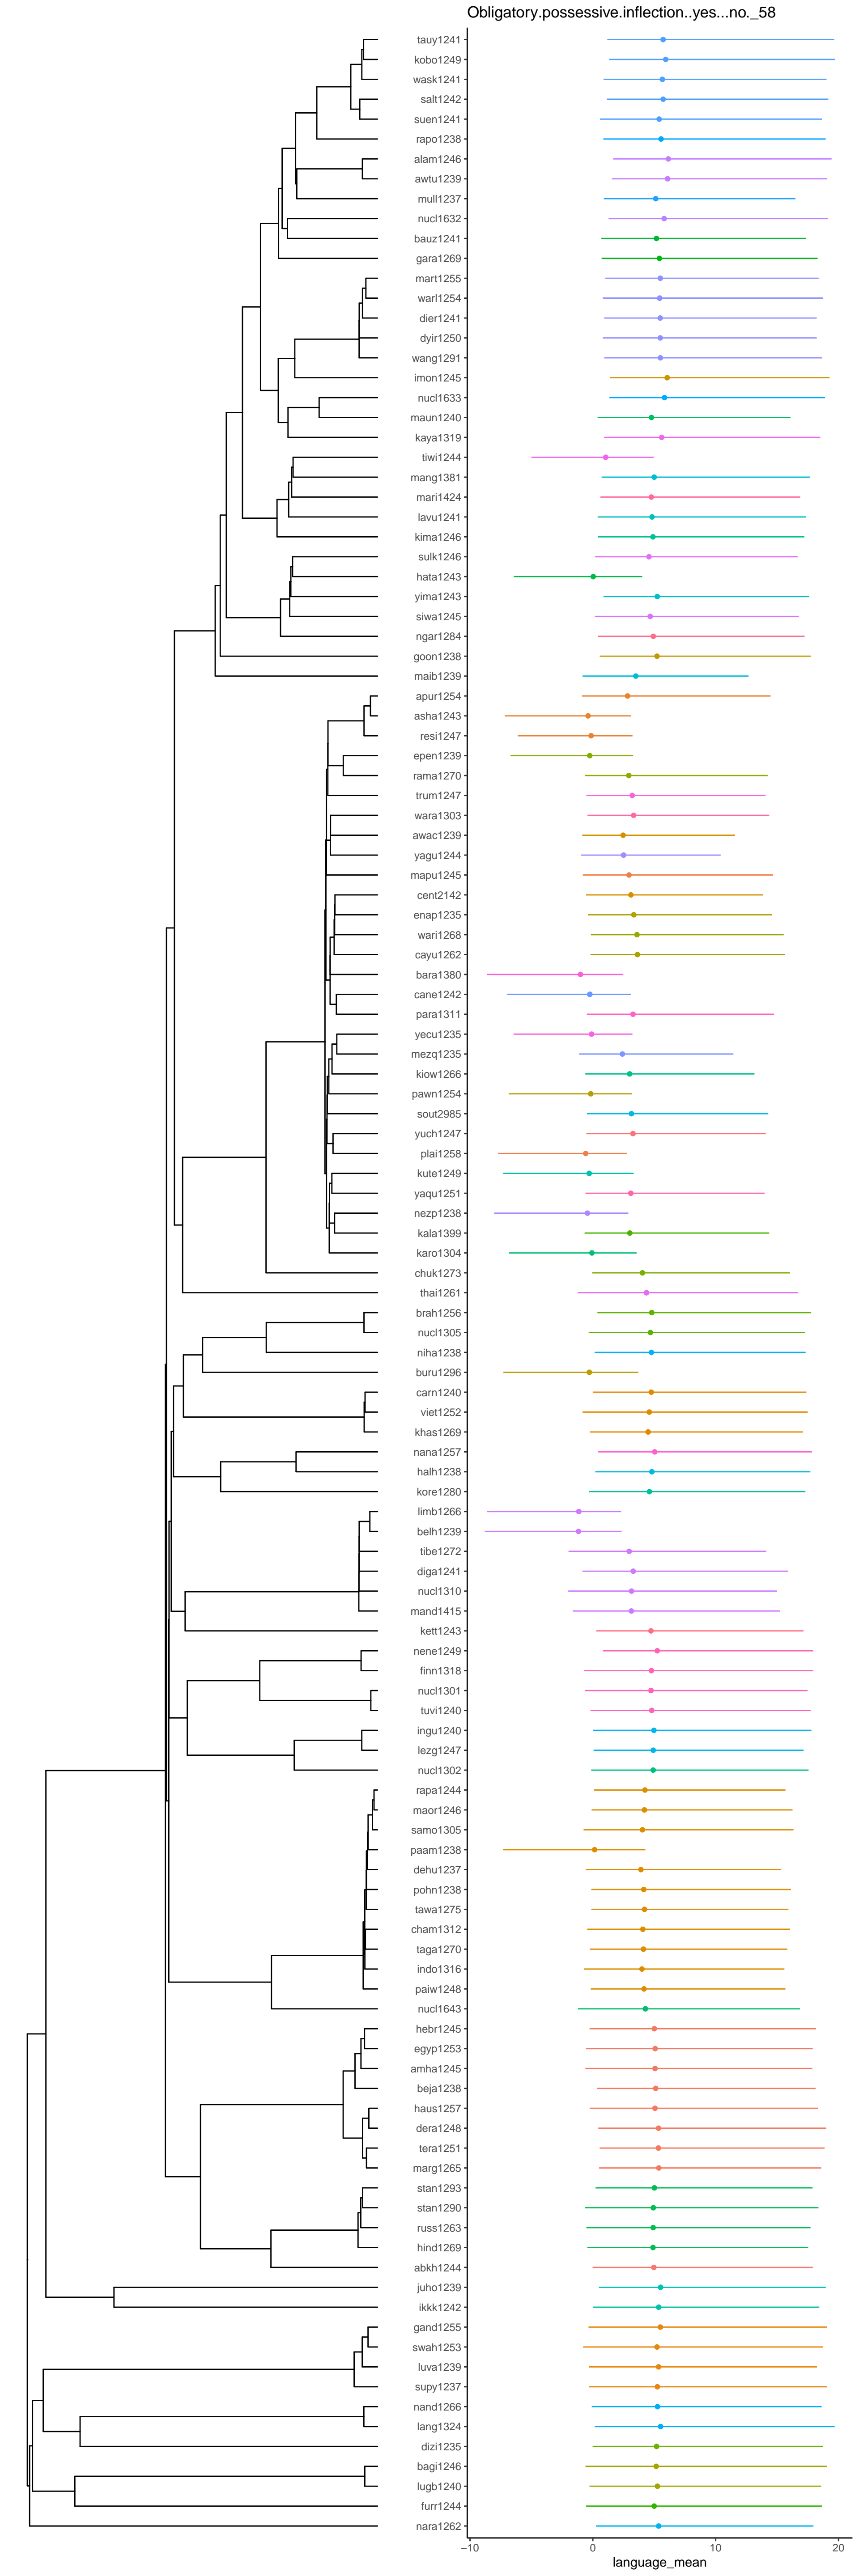 Obligatory.possessive.inflection..yes...no._58
tauy1241
kobo1249
wask1241
salt1242
suen1241
rapo1238
alam1246
awtu1239
mull1237
nucl1632
bauz1241
gara1269
mart1255
warl1254
dier1241
dyir1250
wang1291
imon1245
nucl1633
maun1240
kaya1319
tiwi1244
mang1381
mari1424
lavu1241
kima1246
sulk1246
hata1243
yima1243
siwa1245
ngar1284
goon1238
maib1239
apur1254
asha1243
resi1247
epen1239
rama1270
trum1247
wara1303
awac1239
yagu1244
mapu1245
cent2142
enap1235
wari1268
cayu1262
bara1380
cane1242
para1311
yecu1235
mezq1235
kiow1266
pawn1254
sout2985
yuch1247
plai1258
kute1249
yaqu1251
nezp1238
kala1399
karo1304
chuk1273
thai1261
brah1256
nucl1305
niha1238
buru1296
carn1240
viet1252
khas1269
nana1257
halh1238
kore1280
limb1266
belh1239
tibe1272
diga1241
nucl1310
mand1415
kett1243
nene1249
finn1318
nucl1301
tuvi1240
ingu1240
lezg1247
nucl1302
rapa1244
maor1246
samo1305
paam1238
dehu1237
pohn1238
tawa1275
cham1312
taga1270
indo1316
paiw1248
nucl1643
hebr1245
egyp1253
amha1245
beja1238
haus1257
dera1248
tera1251
marg1265
stan1293
stan1290
russ1263
hind1269
abkh1244
juho1239
ikkk1242
gand1255
swah1253
luva1239
supy1237
nand1266
lang1324
dizi1235
bagi1246
lugb1240
furr1244
nara1262
−10 0 10 20
language_mean